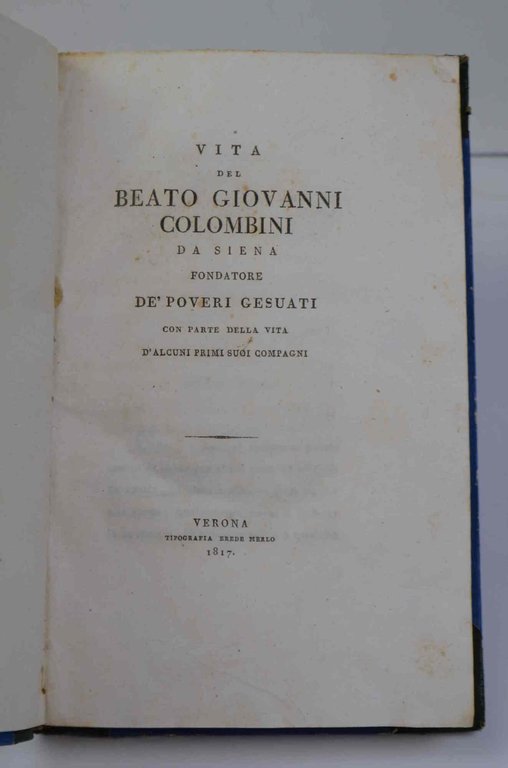 VITA
DEL
BEATO GIOVANNI
COLOMBINI
DA SIENA
FONDATORE
DE' POVERI GESUATI
CON PARTE DELLA VITA
D'ALCUNI PRIMI SUOI COMPAGNI
VERONA
TIPOGRAFIA EREDE MERLO
1817.